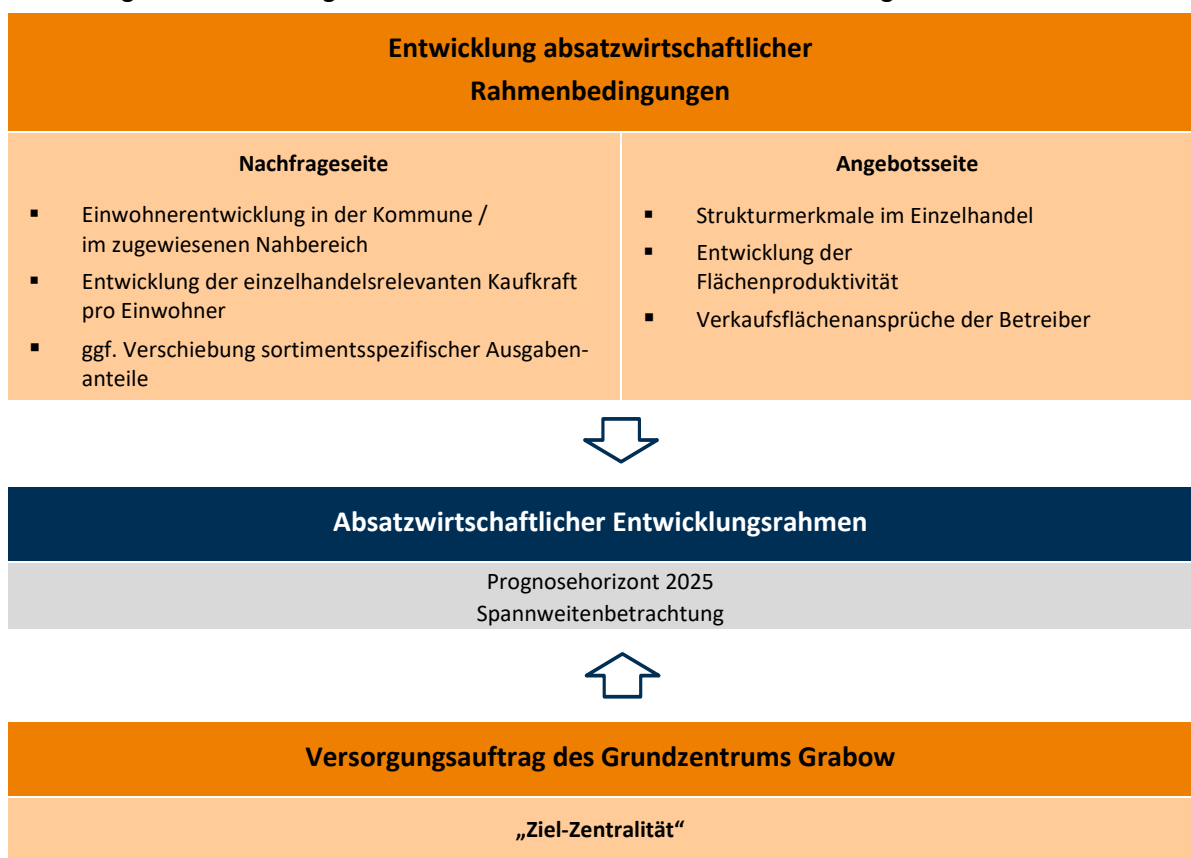 Entwicklung absatzwirtschaftlicher
Rahmenbedingungen
Nachfrageseite
▪ Einwohnerentwicklung in der Kommune /
im zugewiesenen Nahbereich
▪ Entwicklung der einzelhandelsrelevanten Kaufkraft
pro Einwohner
▪ ggf. Verschiebung sortimentsspezifischer Ausgaben-
anteile
Angebotsseite
▪ Strukturmerkmale im Einzelhandel
▪ Entwicklung der
Flächenproduktivität
▪ Verkaufsflächenansprüche der Betreiber
Absatzwirtschaftlicher Entwicklungsrahmen
Prognosehorizont 2025
Spannweitenbetrachtung
Versorgungsauftrag des Grundzentrums Grabow
„Ziel-Zentralität“